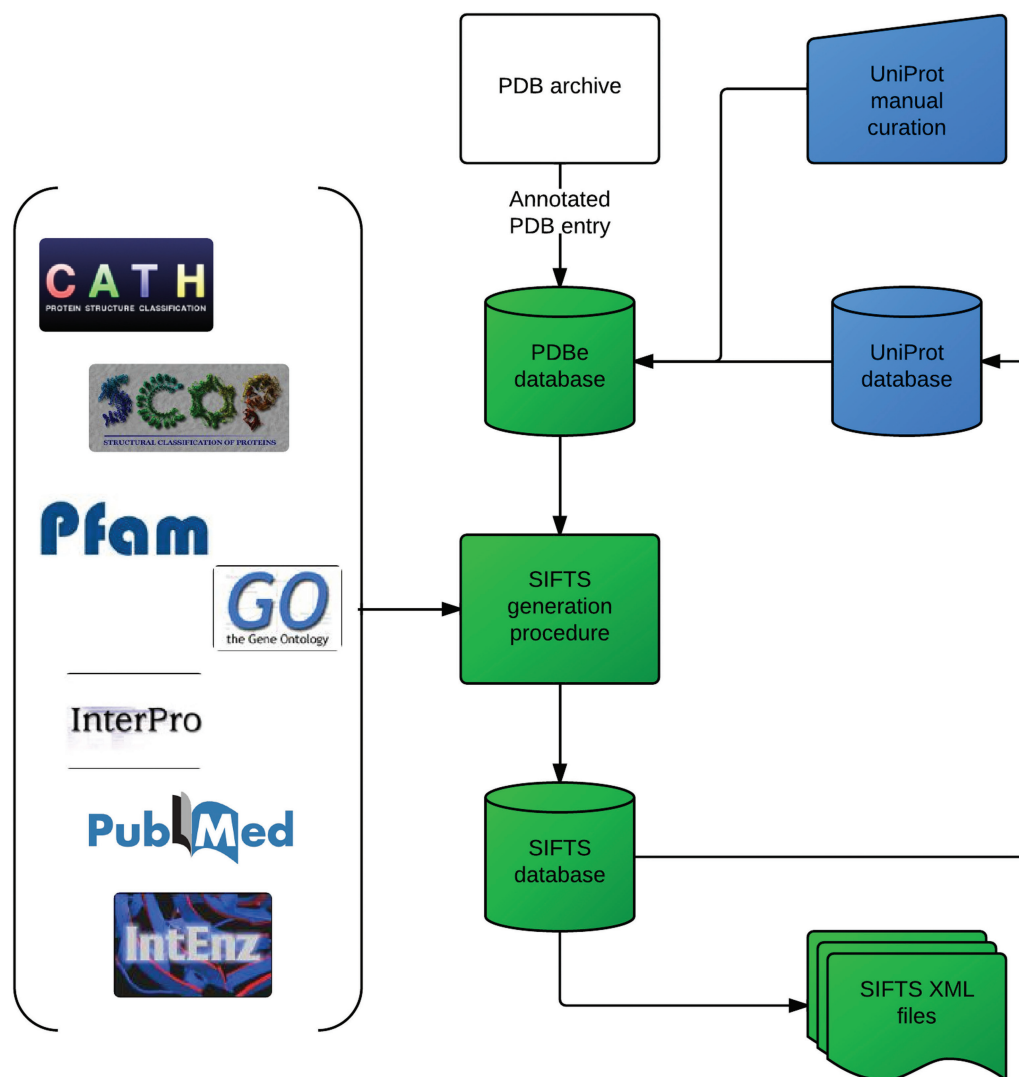 PDB archive
UniProt
manual
curation
Annotated
PDB entry
CATH
PROTEIN STRUCTURE CLASSIFICATION
PDBe
database
UniProt
database
SCOP
STRUCTURAL CLASSIFICATION OF PROTEINS
Pfam
GO
the Gene Ontology
SIFTS
generation
procedure
InterPro
PubMed
SIFTS
database
IntEnz
SIFTS XML
files